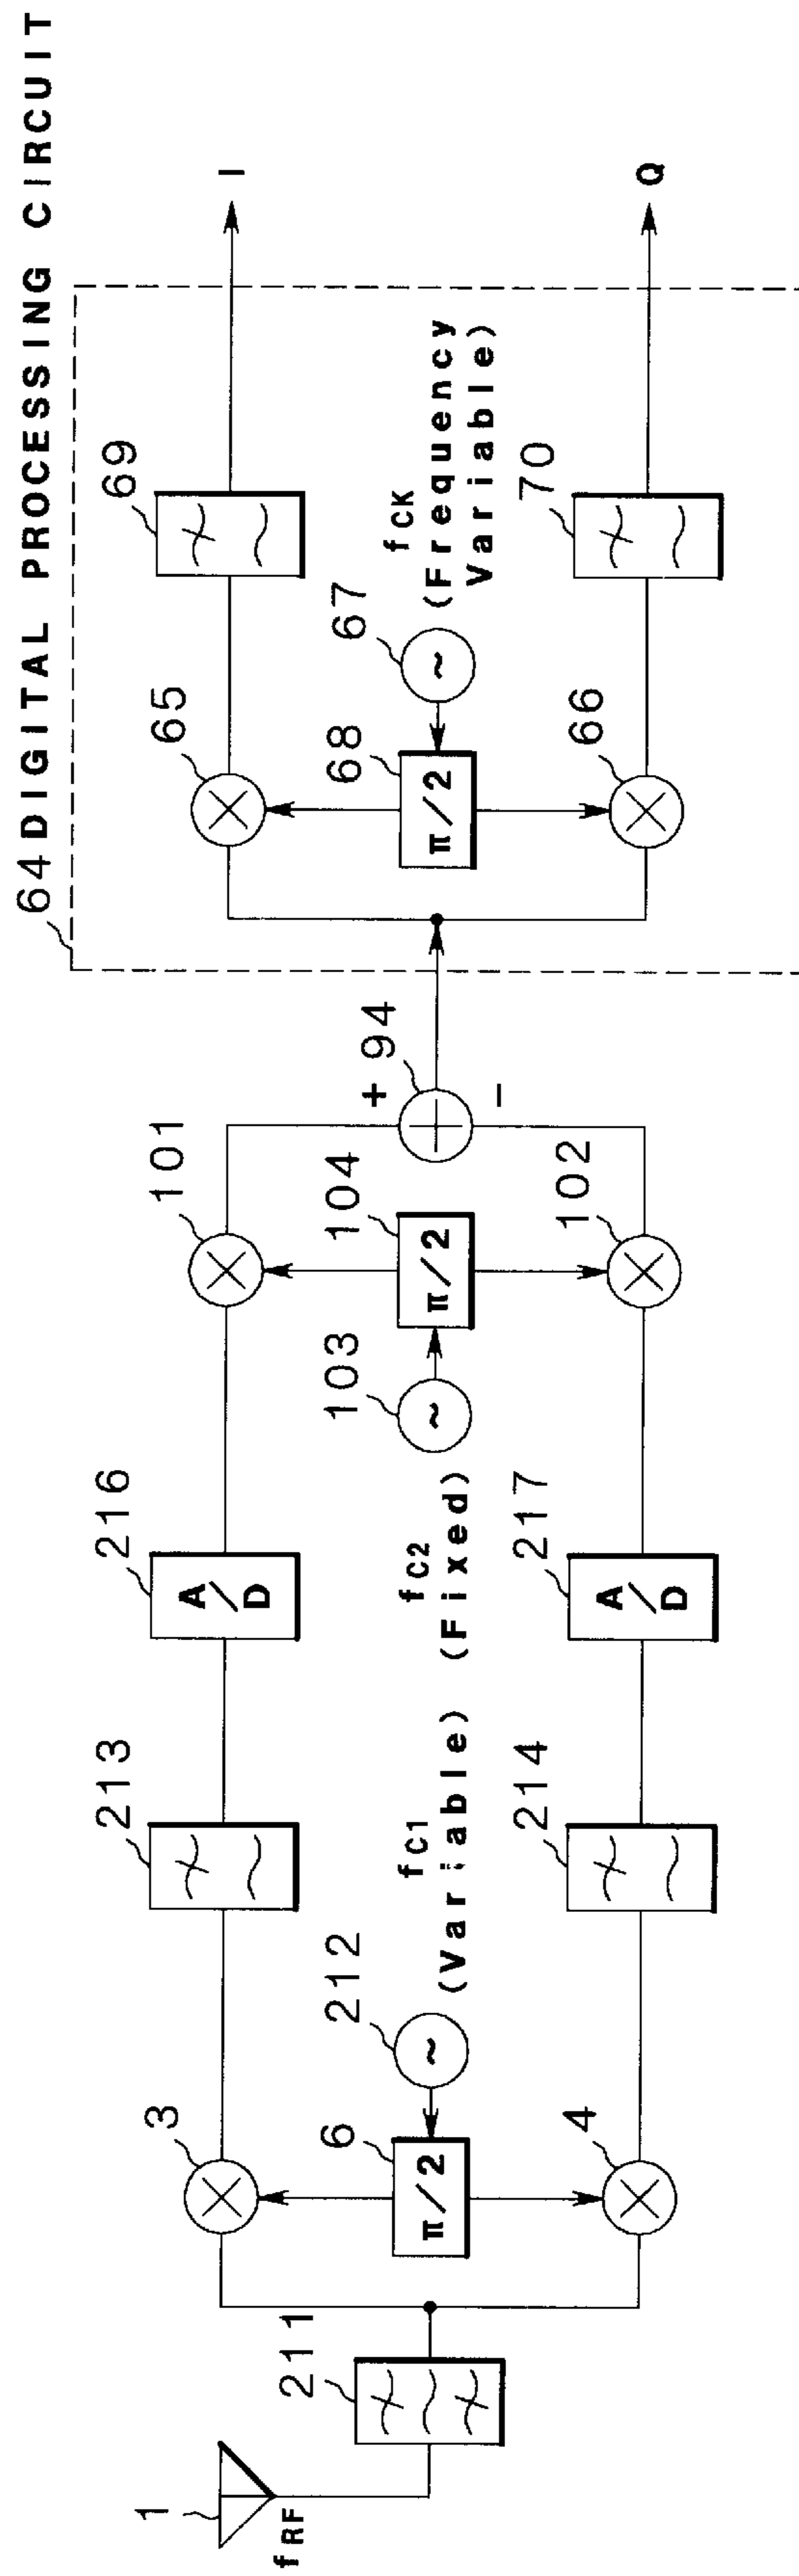 64 DIGITAL PROCESSING CIRCUIT
1
fRF
211
3
6
π/2
4
212
~
fC1
(Variable)
213
214
216
A/D
217
A/D
fC2
(Fixed)
103
~
104
π/2
101
102
+
94
−
65
68
π/2
66
67
~
fCK
(Frequency
Variable)
69
70
I
Q